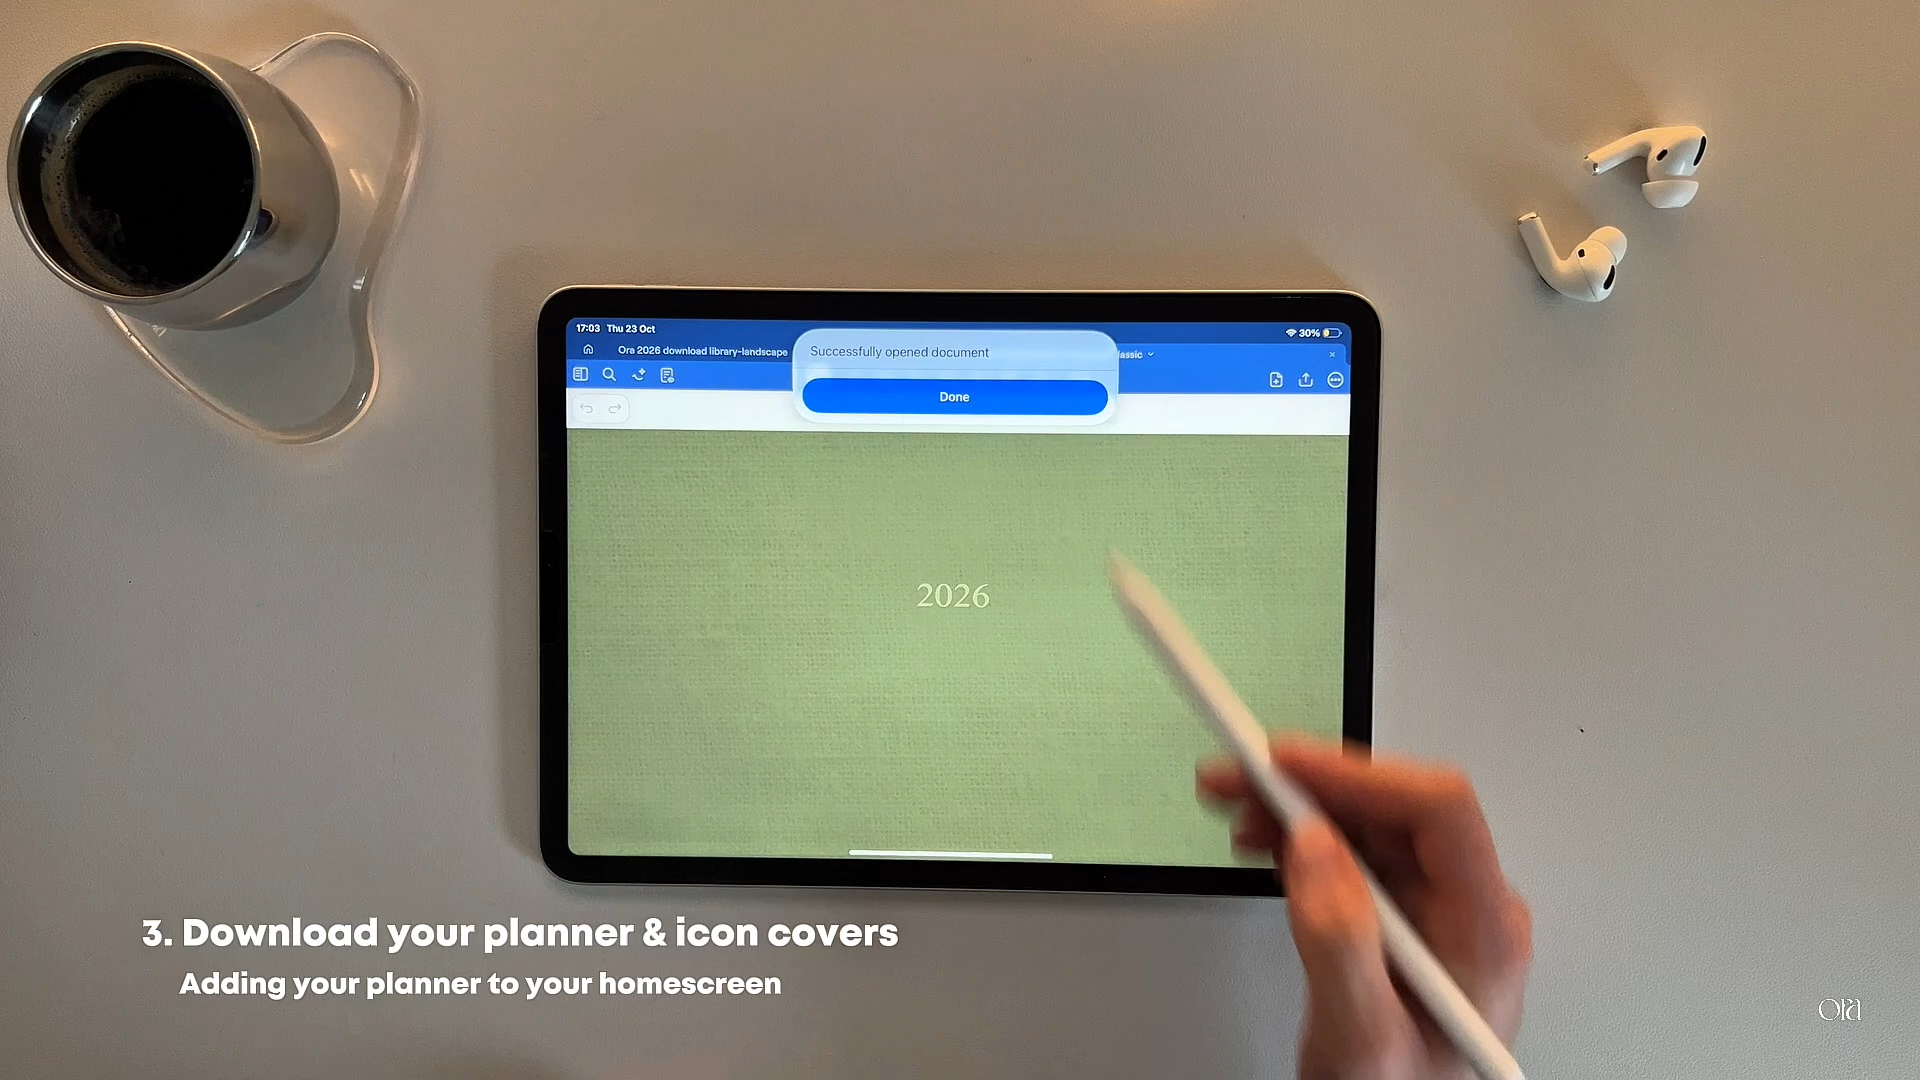 17:03 Thu 23 Oct
30%
Ora 2026 download library-landscape
lassic
Successfully opened document
Done
2026
3. Download your planner & icon covers
Adding your planner to your homescreen
Ora